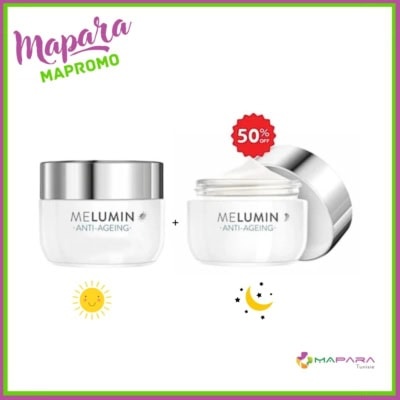 Mapara
MAPROMO
50%
OFF
MELUMIN
·ANTI-AGEING·
+
MELUMIN
·ANTI-AGEING·
MAPARA
Tunisie